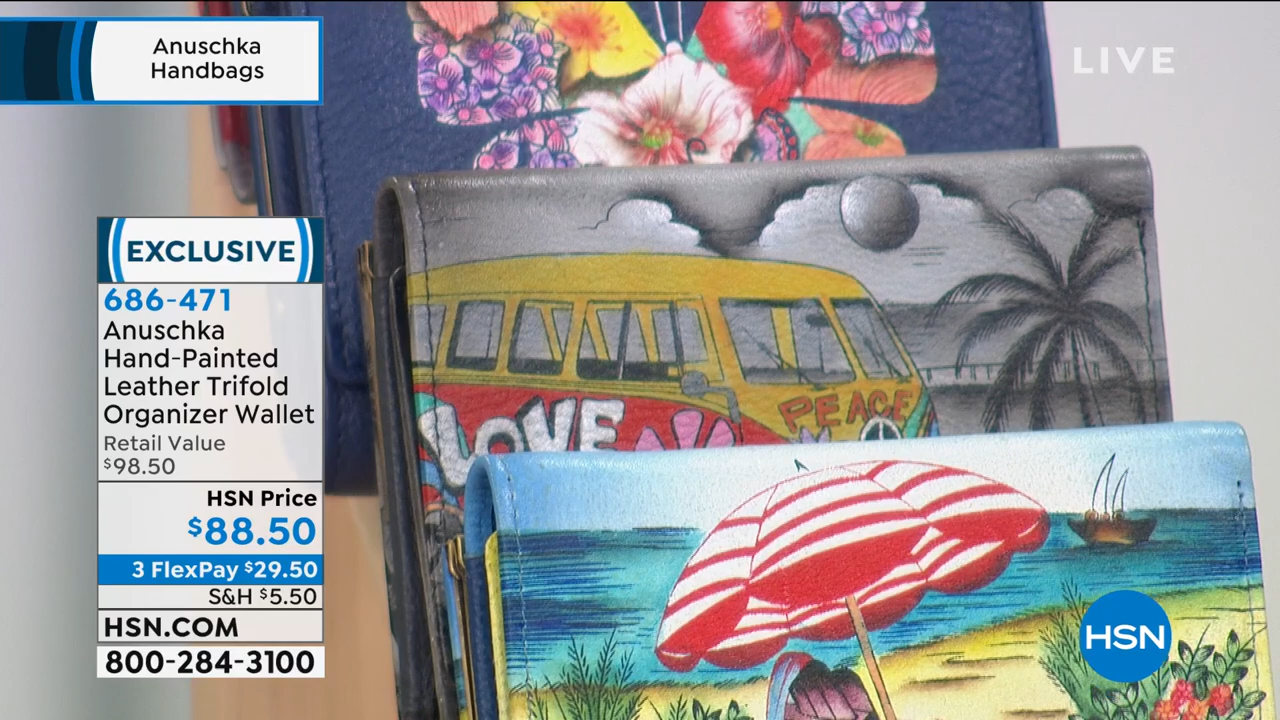 Anuschka
Handbags
LIVE
EXCLUSIVE
686-471
Anuschka
Hand-Painted
Leather Trifold
Organizer Wallet
Retail Value
$98.50
HSN Price
$88.50
3 FlexPay $29.50
S&H $5.50
HSN.COM
800-284-3100
PEACE
LOVE
HSN